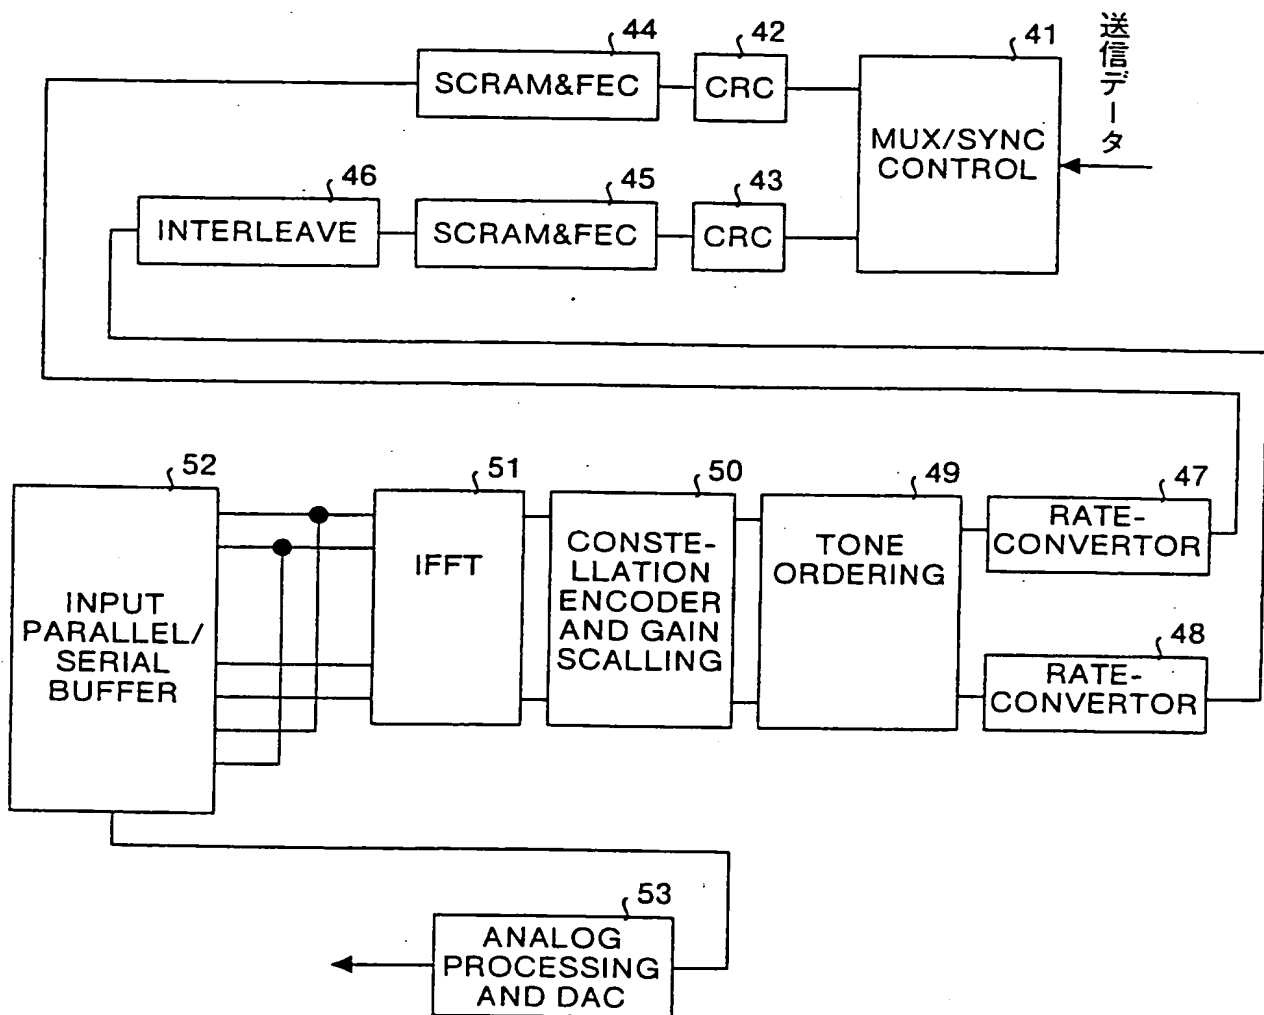 44
42
41
送信データ
SCRAM&FEC
CRC
MUX/SYNC
CONTROL
46
45
43
INTERLEAVE
SCRAM&FEC
CRC
52
51
50
49
47
INPUT
PARALLEL/
SERIAL
BUFFER
IFFT
CONSTE-
LLATION
ENCODER
AND GAIN
SCALLING
TONE
ORDERING
RATE-
CONVERTOR
48
RATE-
CONVERTOR
53
ANALOG
PROCESSING
AND DAC